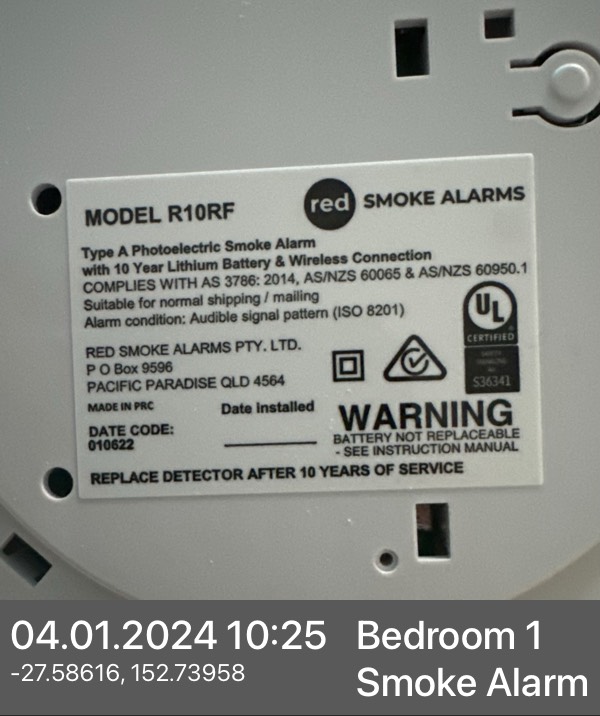 MODEL R10RF
red SMOKE ALARMS
Type A Photoelectric Smoke Alarm
with 10 Year Lithium Battery & Wireless Connection
COMPLIES WITH AS 3786: 2014, AS/NZS 60065 & AS/NZS 60950.1
Suitable for normal shipping / mailing
Alarm condition: Audible signal pattern (ISO 8201)
UL
CERTIFIED
S36341
RED SMOKE ALARMS PTY. LTD.
P O Box 9596
PACIFIC PARADISE QLD 4564
MADE IN PRC
Date Installed
DATE CODE:
010622
WARNING
BATTERY NOT REPLACEABLE
- SEE INSTRUCTION MANUAL
REPLACE DETECTOR AFTER 10 YEARS OF SERVICE
04.01.2024 10:25
-27.58616, 152.73958
Bedroom 1
Smoke Alarm